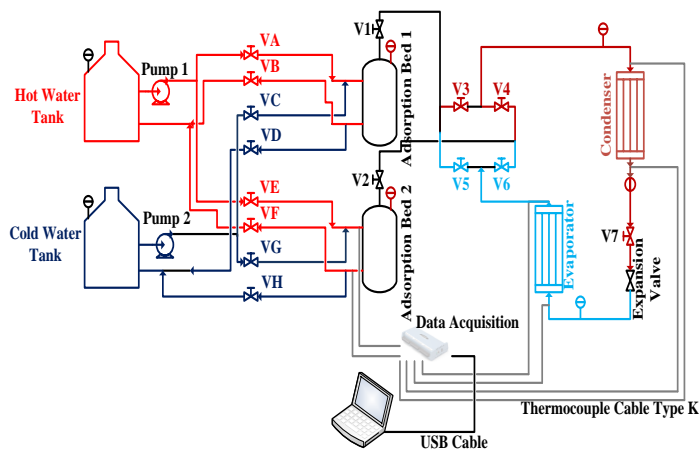 V1
VA
Pump 1
VB
Hot Water
Tank
VC
VD
Adsorption Bed 1
V3
V4
Condenser
V2
V5
V6
VE
VF
Pump 2
Cold Water
Tank
VG
VH
Adsorption Bed 2
Evaporator
V7
Expansion
Valve
Data Acquisition
Thermocouple Cable Type K
USB Cable